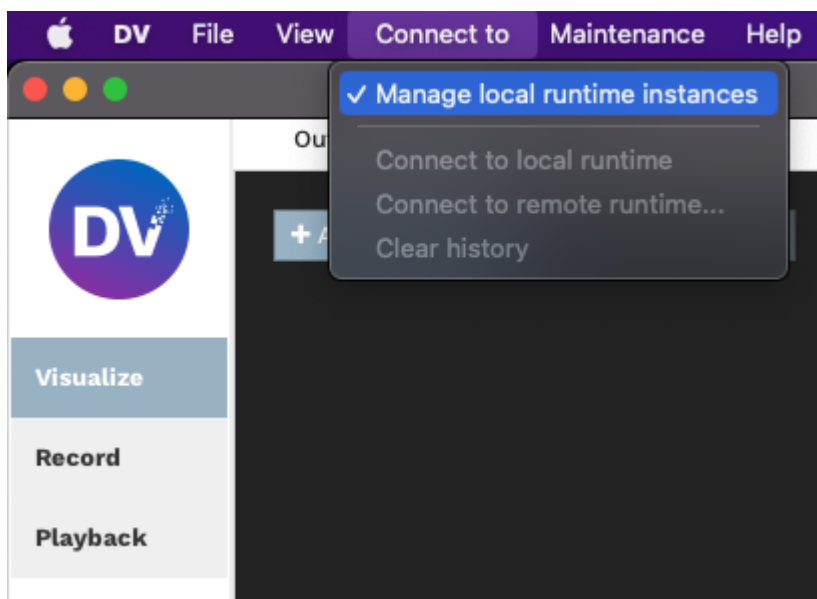 DV File View Connect to Maintenance Help
✓ Manage local runtime instances
Connect to local runtime
Connect to remote runtime...
Clear history
Ou
+ A
DV
Visualize
Record
Playback